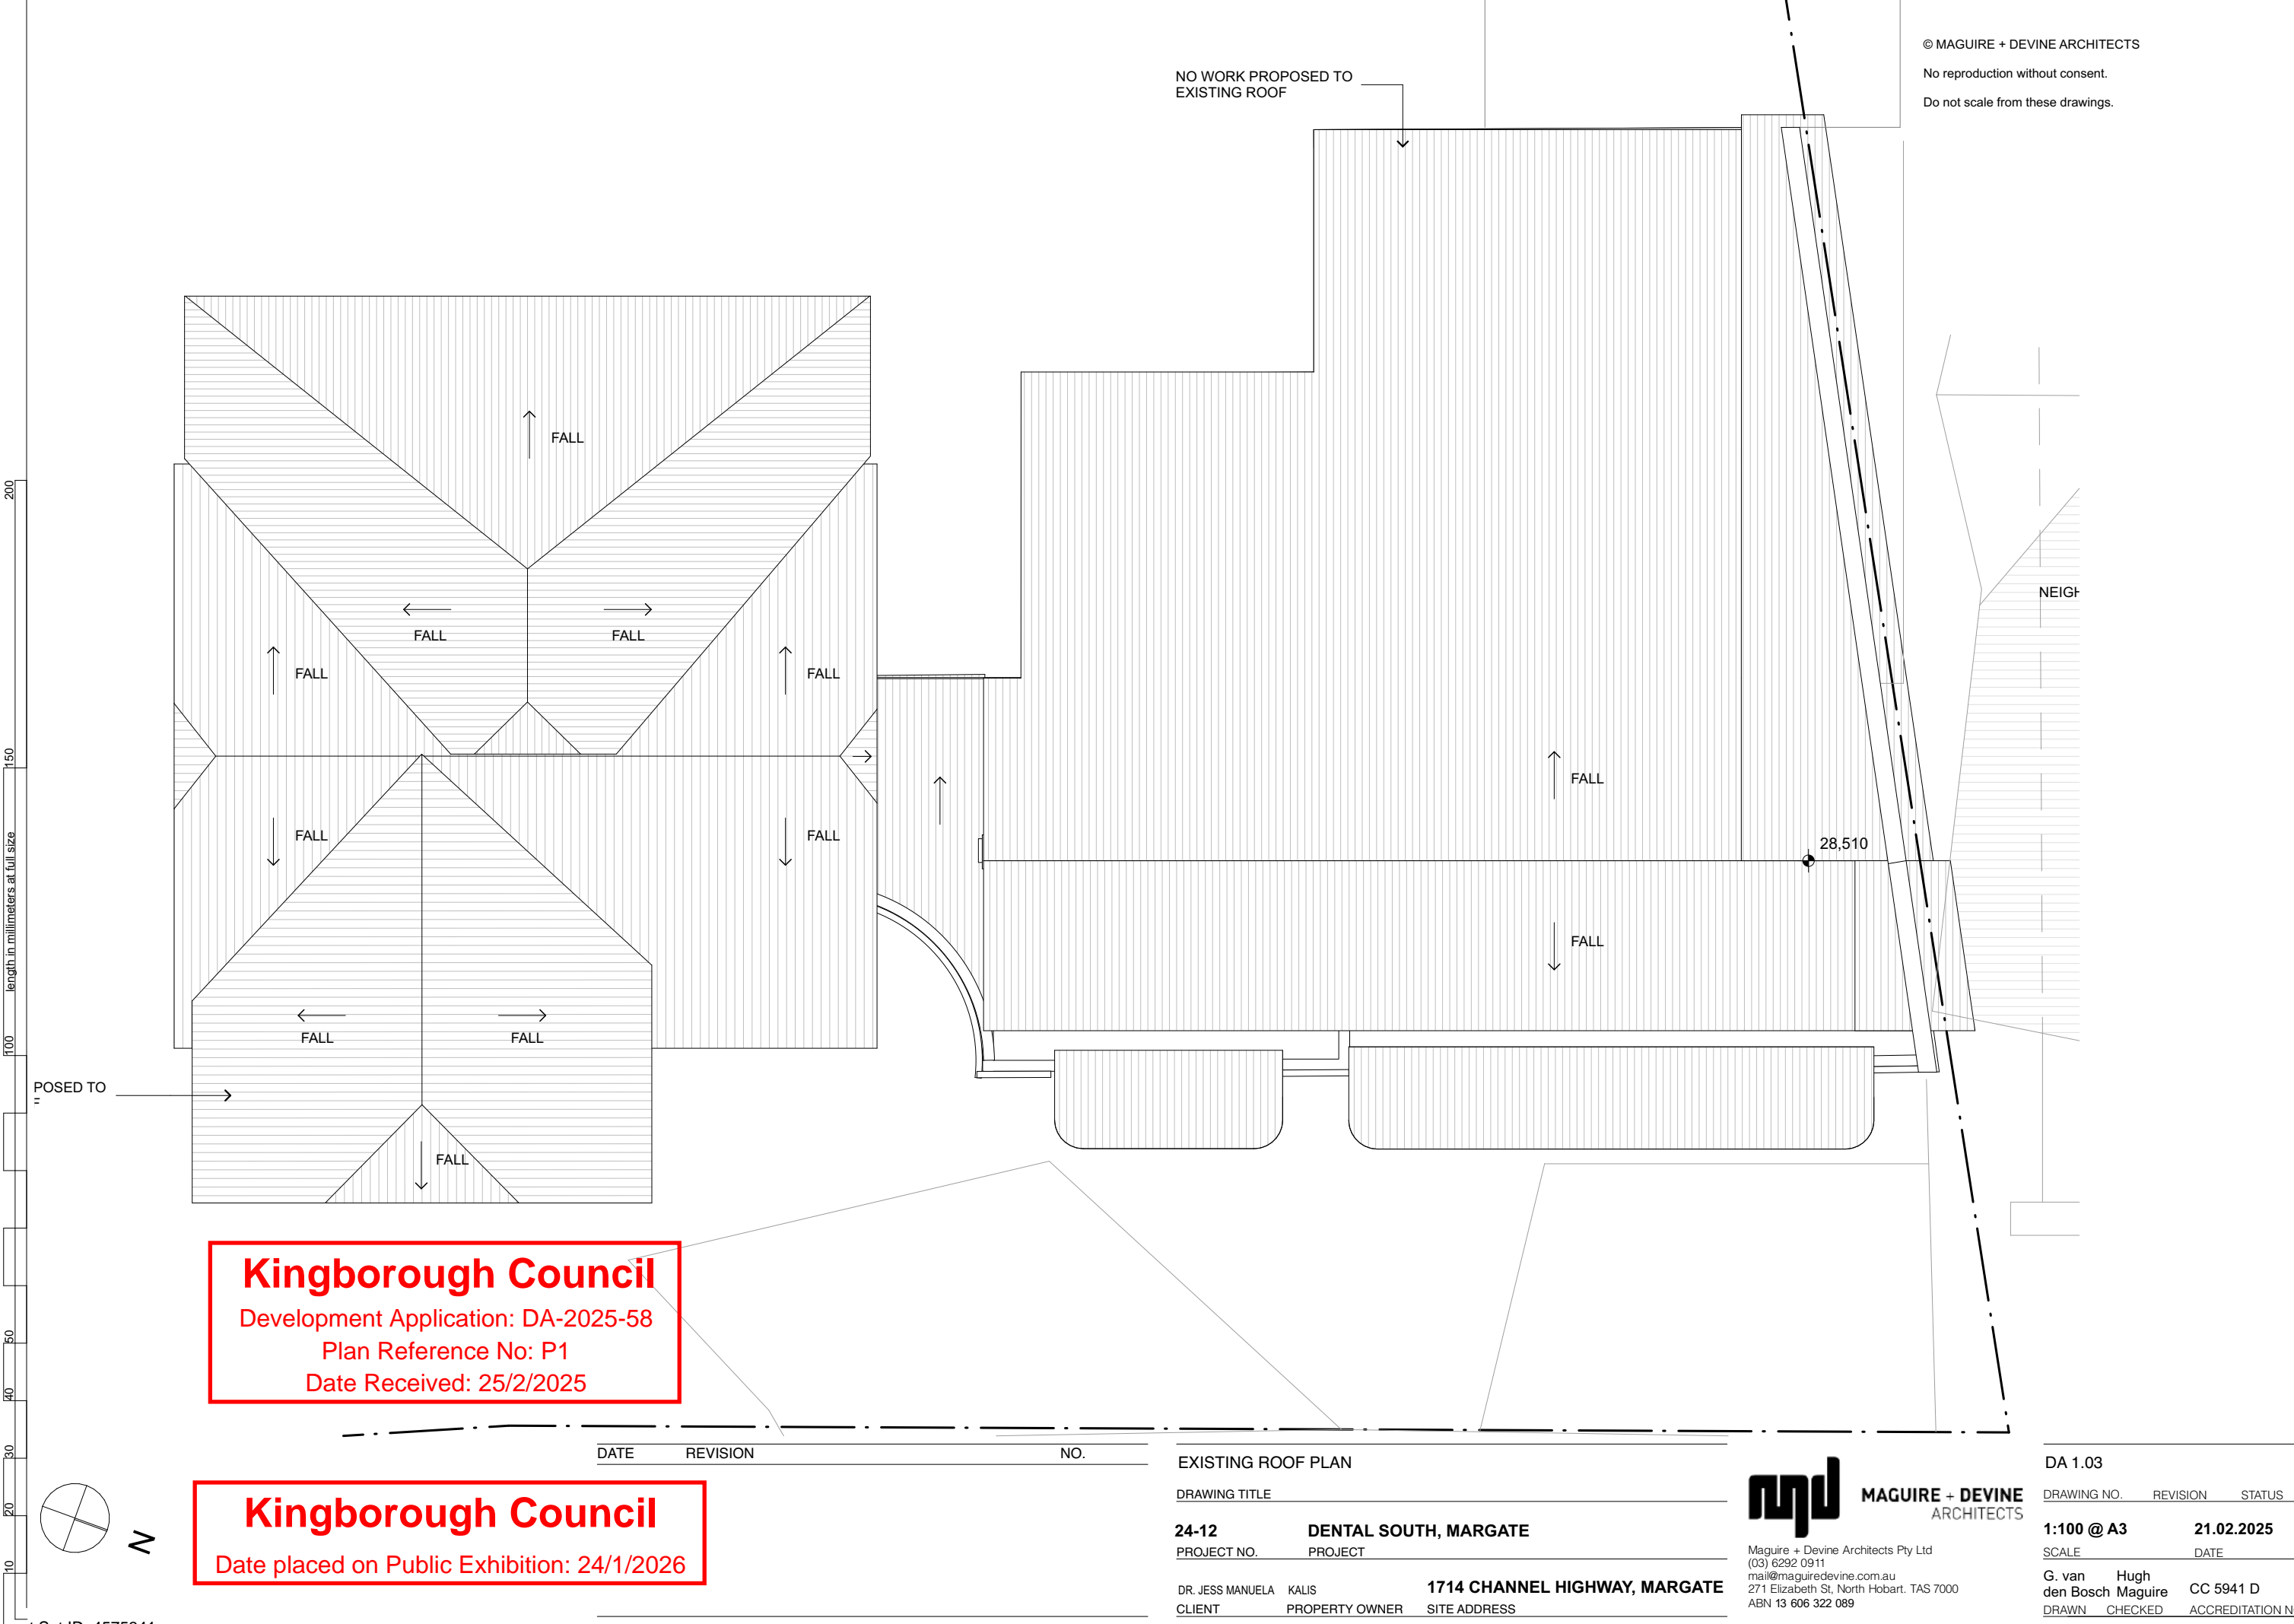 © MAGUIRE + DEVINE ARCHITECTS
No reproduction without consent.
Do not scale from these drawings.
NO WORK PROPOSED TO
EXISTING ROOF
FALL
FALL
FALL
FALL
FALL
FALL
FALL
FALL
FALL
FALL
FALL
FALL
28,510
NEIGH
POSED TO
200
150
100
50
40
30
20
10
length in millimeters at full size
Kingborough Council
Development Application: DA-2025-58
Plan Reference No: P1
Date Received: 25/2/2025
Kingborough Council
Date placed on Public Exhibition: 24/1/2026
N
DATE REVISION NO.
EXISTING ROOF PLAN
DRAWING TITLE
24-12 DENTAL SOUTH, MARGATE
PROJECT NO. PROJECT
DR. JESS MANUELA KALIS 1714 CHANNEL HIGHWAY, MARGATE
CLIENT PROPERTY OWNER SITE ADDRESS
MAGUIRE + DEVINE
ARCHITECTS
Maguire + Devine Architects Pty Ltd
(03) 6292 0911
mail@maguiredevine.com.au
271 Elizabeth St, North Hobart. TAS 7000
ABN 13 606 322 089
DA 1.03
DRAWING NO. REVISION STATUS
1:100 @ A3 21.02.2025
SCALE DATE
G. van Hugh
den Bosch Maguire CC 5941 D
DRAWN CHECKED ACCREDITATION N